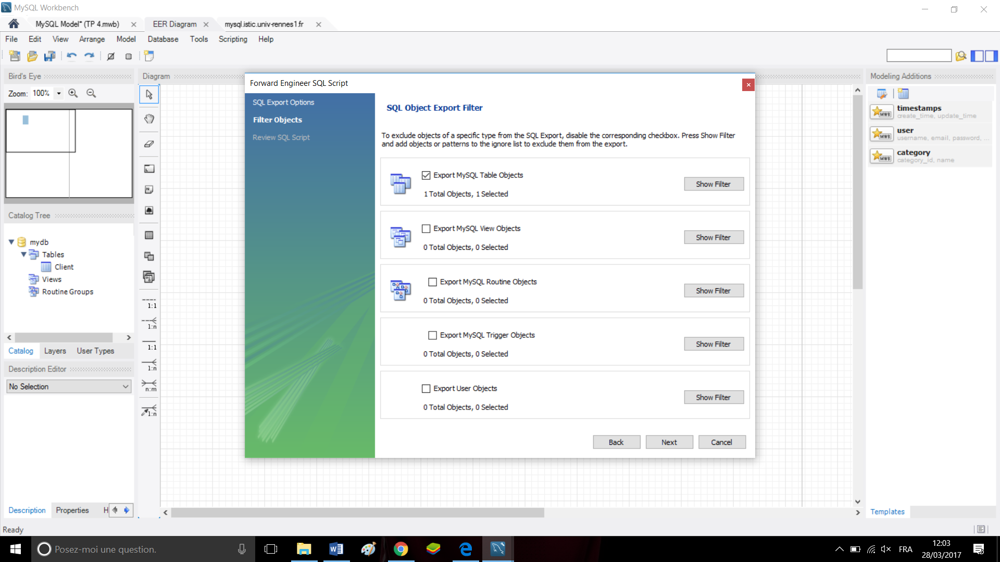 MySQL Workbench
MySQL Model* (TP 4.mwb)
EER Diagram
mysql.istic.univ-rennes1.fr
File Edit View Arrange Model Database Tools Scripting Help
Bird's Eye
Zoom: 100%
Catalog Tree
mydb
Tables
Client
Views
Routine Groups
Catalog Layers User Types
Description Editor
No Selection
Description Properties H
Ready
Diagram
1:1
1:n
1:1
1:n
n:m
1:n
Forward Engineer SQL Script
SQL Export Options
Filter Objects
Review SQL Script
SQL Object Export Filter
To exclude objects of a specific type from the SQL Export, disable the corresponding checkbox. Press Show Filter
and add objects or patterns to the ignore list to exclude them from the export.
Export MySQL Table Objects
1 Total Objects, 1 Selected
Show Filter
Export MySQL View Objects
0 Total Objects, 0 Selected
Show Filter
Export MySQL Routine Objects
0 Total Objects, 0 Selected
Show Filter
Export MySQL Trigger Objects
0 Total Objects, 0 Selected
Show Filter
Export User Objects
0 Total Objects, 0 Selected
Show Filter
Back Next Cancel
Modeling Additions
MWB
timestamps
create_time, update_time
MWB
user
username, email, password, ...
MWB
category
category_id, name
Templates
Posez-moi une question.
FRA
12:03
28/03/2017